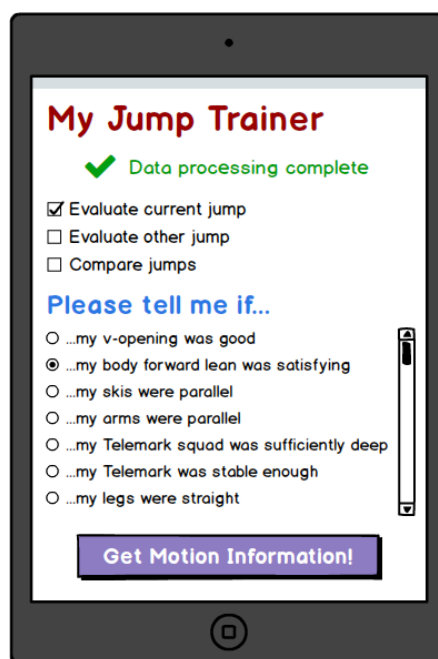 My Jump Trainer
Data processing complete
Evaluate current jump
Evaluate other jump
Compare jumps
Please tell me if...
...my v-opening was good
...my body forward lean was satisfying
...my skis were parallel
...my arms were parallel
...my Telemark squad was sufficiently deep
...my Telemark was stable enough
...my legs were straight
Get Motion Information!